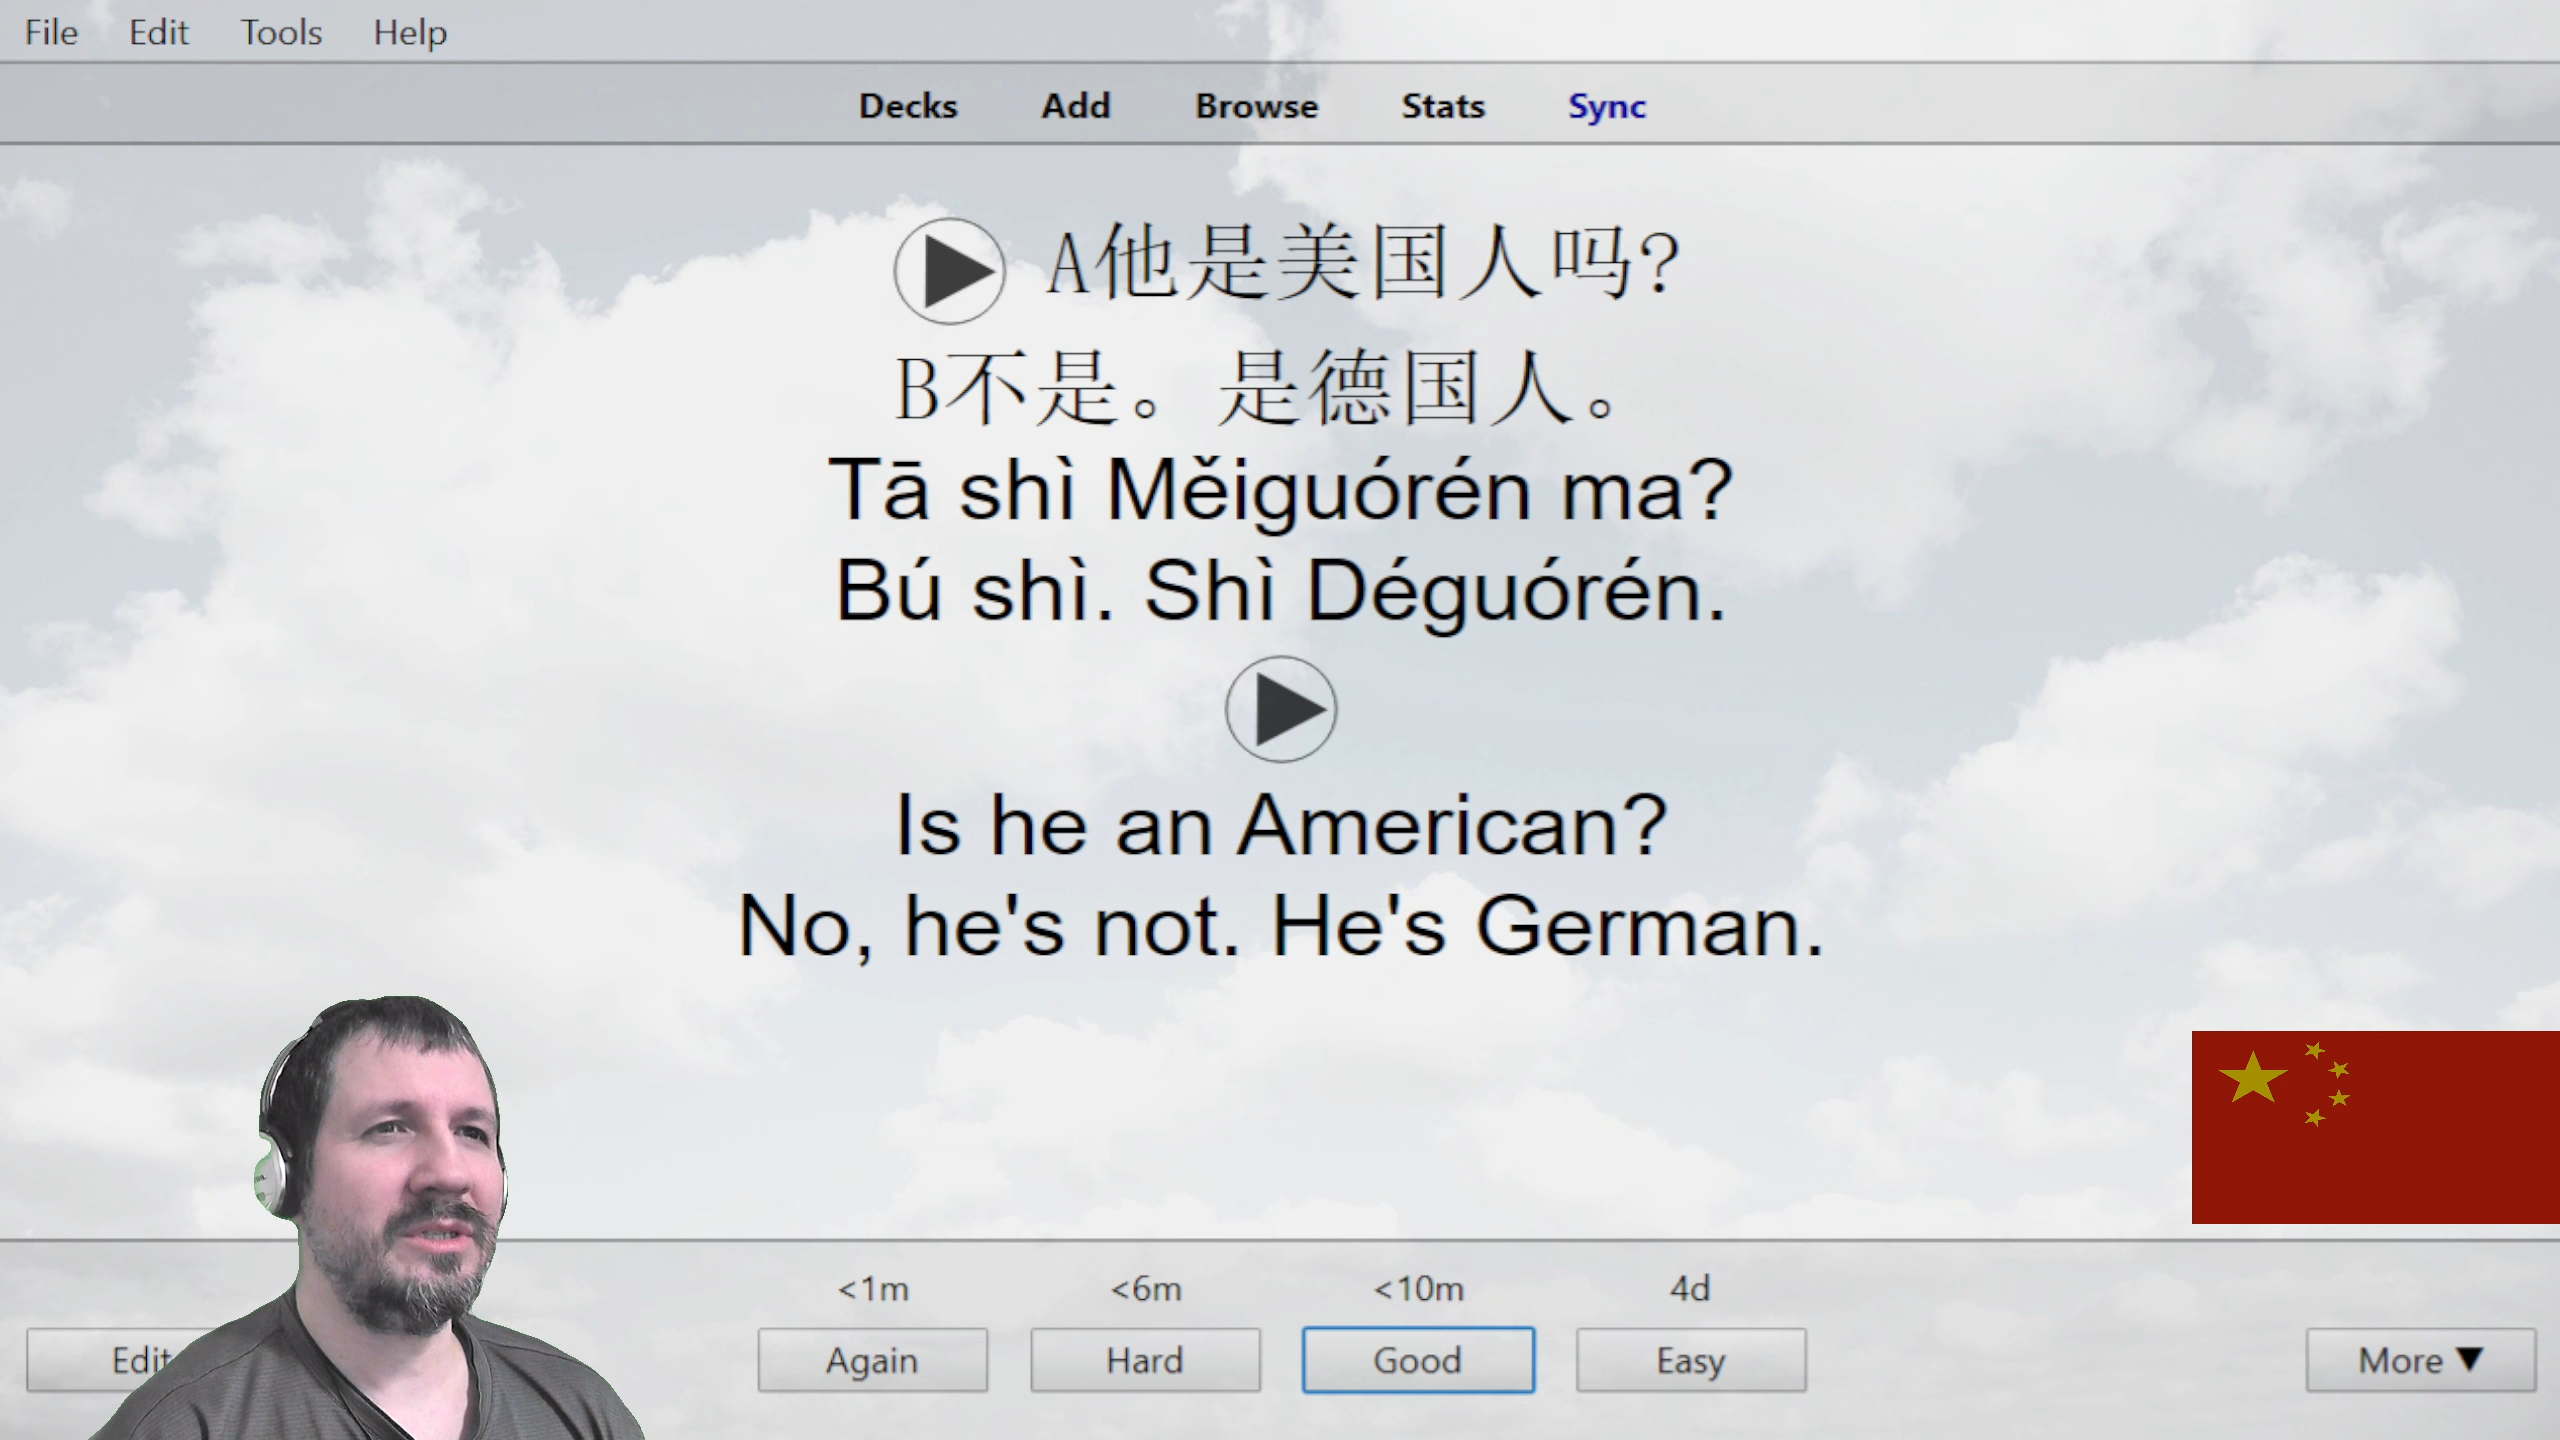 File Edit Tools Help
Decks Add Browse Stats Sync
A他是美国人吗?
B不是。是德国人。
Tā shì Měiguórén ma?
Bú shì. Shì Déguórén.
Is he an American?
No, he's not. He's German.
<1m <6m <10m 4d
Edit Again Hard Good Easy More ▼